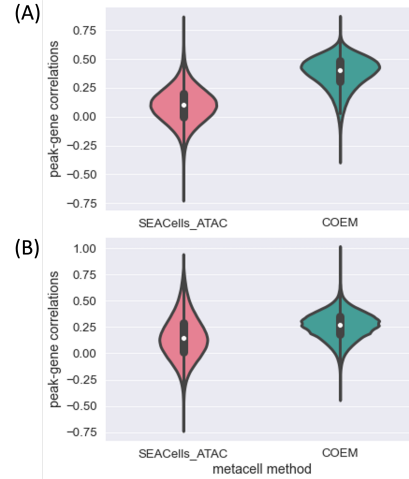 (A)
0.75
0.50
0.25
0.00
−0.25
−0.50
−0.75
peak-gene correlations
SEACells_ATAC COEM
(B)
1.00
0.75
0.50
0.25
0.00
−0.25
−0.50
−0.75
peak-gene correlations
SEACells_ATAC COEM
metacell method